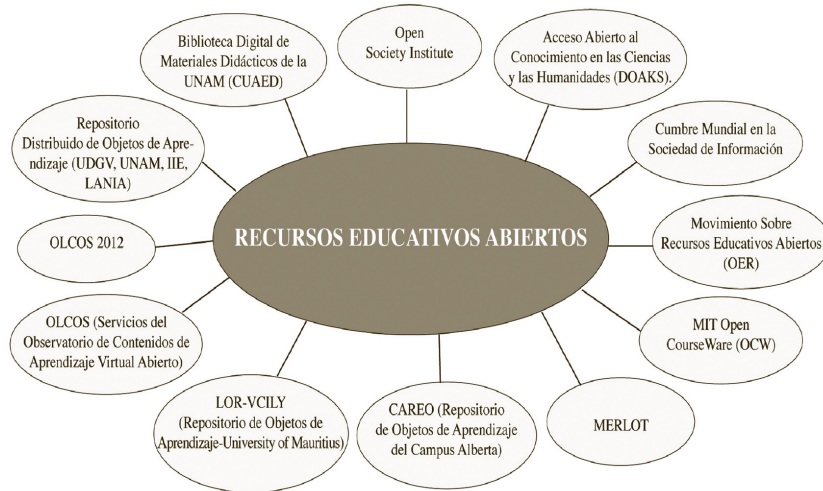 Biblioteca Digital de
Materiales Didácticos de la
UNAM (CUAED)
Open
Society Institute
Acceso Abierto al
Conocimiento en las Ciencias
y las Humanidades (DOAKS).
Repositorio
Distribuido de Objetos de Apre-
ndizaje (UDGV, UNAM, IIE,
LANIA)
Cumbre Mundial en la
Sociedad de Información
RECURSOS EDUCATIVOS ABIERTOS
OLCOS 2012
Movimiento Sobre
Recursos Educativos Abiertos
(OER)
OLCOS (Servicios del
Observatorio de Contenidos de
Aprendizaje Virtual Abierto)
MIT Open
CourseWare (OCW)
LOR-VCILY
(Repositorio de Objetos de
Aprendizaje-University of Mauritius)
CAREO (Repositorio
de Objetos de Aprendizaje
del Campus Alberta)
MERLOT